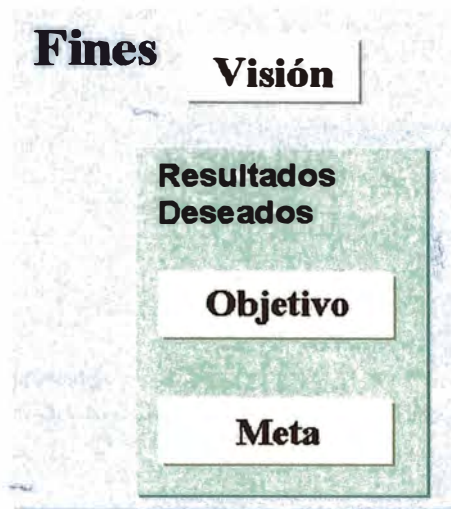 Fines
Visión
Resultados
Deseados
Objetivo
Meta